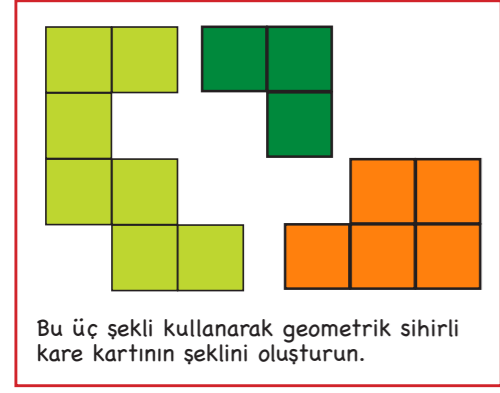 Bu üç şekli kullanarak geometrik sihirli
kare kartının şeklini oluşturun.